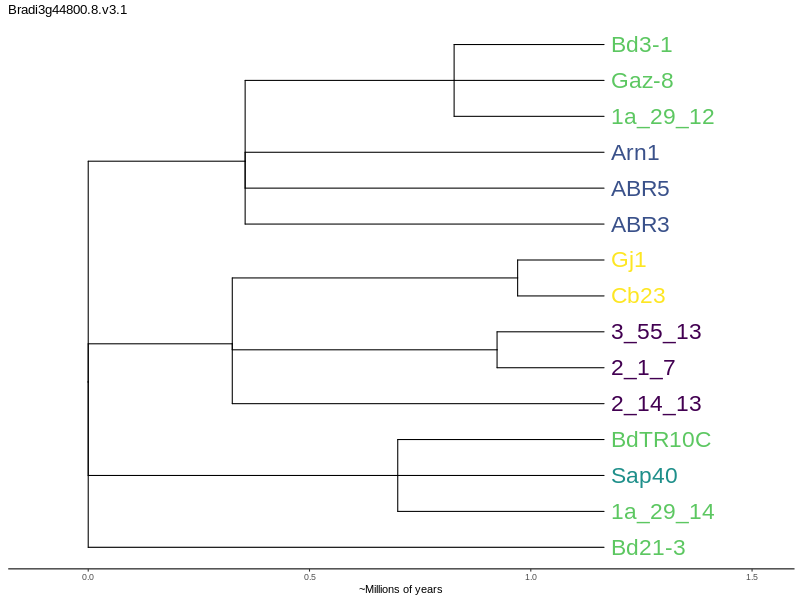 Bradi3g44800.8.v3.1
Bd3-1
Gaz-8
1a_29_12
Arn1
ABR5
ABR3
Gj1
Cb23
3_55_13
2_1_7
2_14_13
BdTR10C
Sap40
1a_29_14
Bd21-3
0.0 0.5 1.0 1.5
~Millions of years